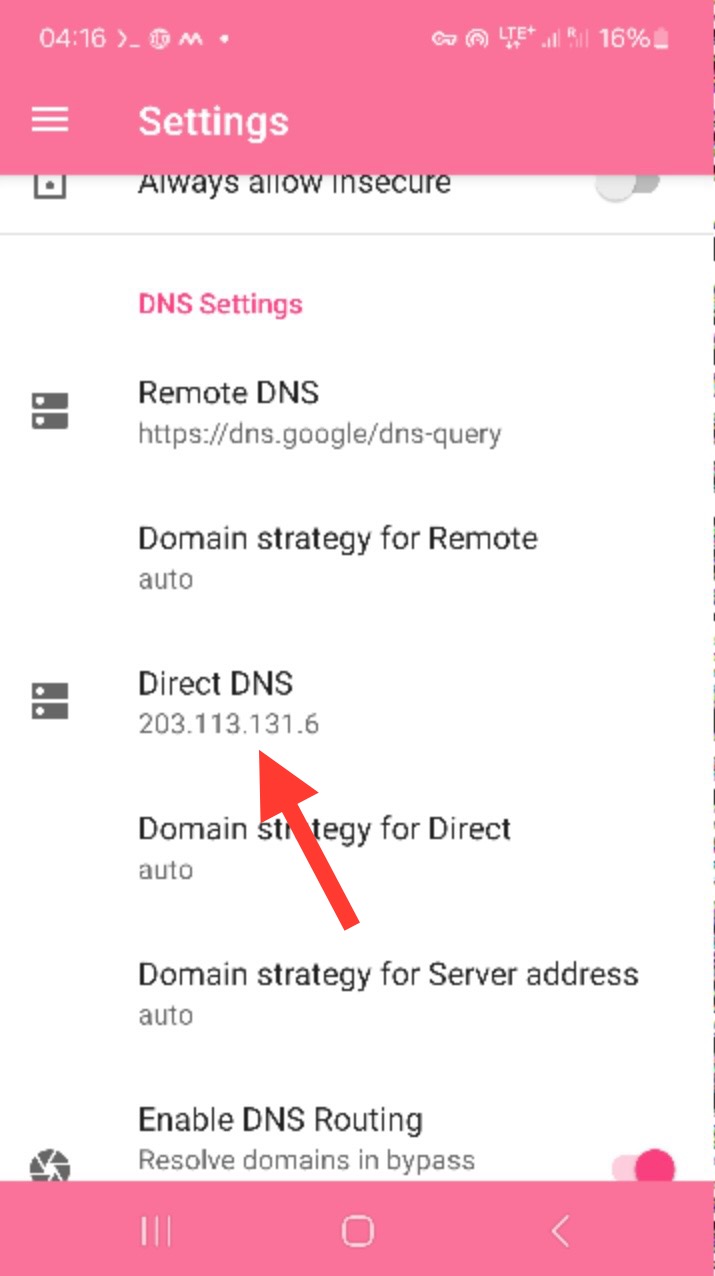 04:16
LTE+
R
16%
Settings
Always allow insecure
DNS Settings
Remote DNS
https://dns.google/dns-query
Domain strategy for Remote
auto
Direct DNS
203.113.131.6
Domain strategy for Direct
auto
Domain strategy for Server address
auto
Enable DNS Routing
Resolve domains in bypass